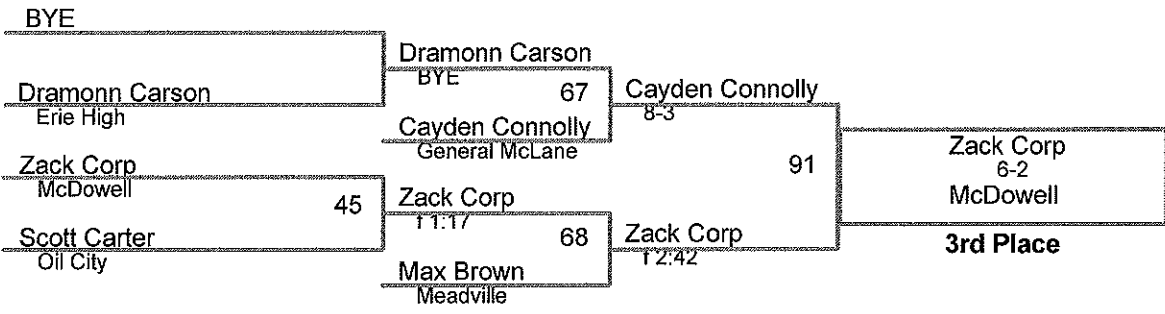 BYE
Dramonn Carson
Erie High
Zack Corp
McDowell
45
Scott Carter
Oil City
Dramonn Carson
BYE
67
Cayden Connolly
General McLane
Zack Corp
f 1:17
68
Max Brown
Meadville
Cayden Connolly
8-3
91
Zack Corp
f 2:42
Zack Corp
6-2
McDowell
3rd Place